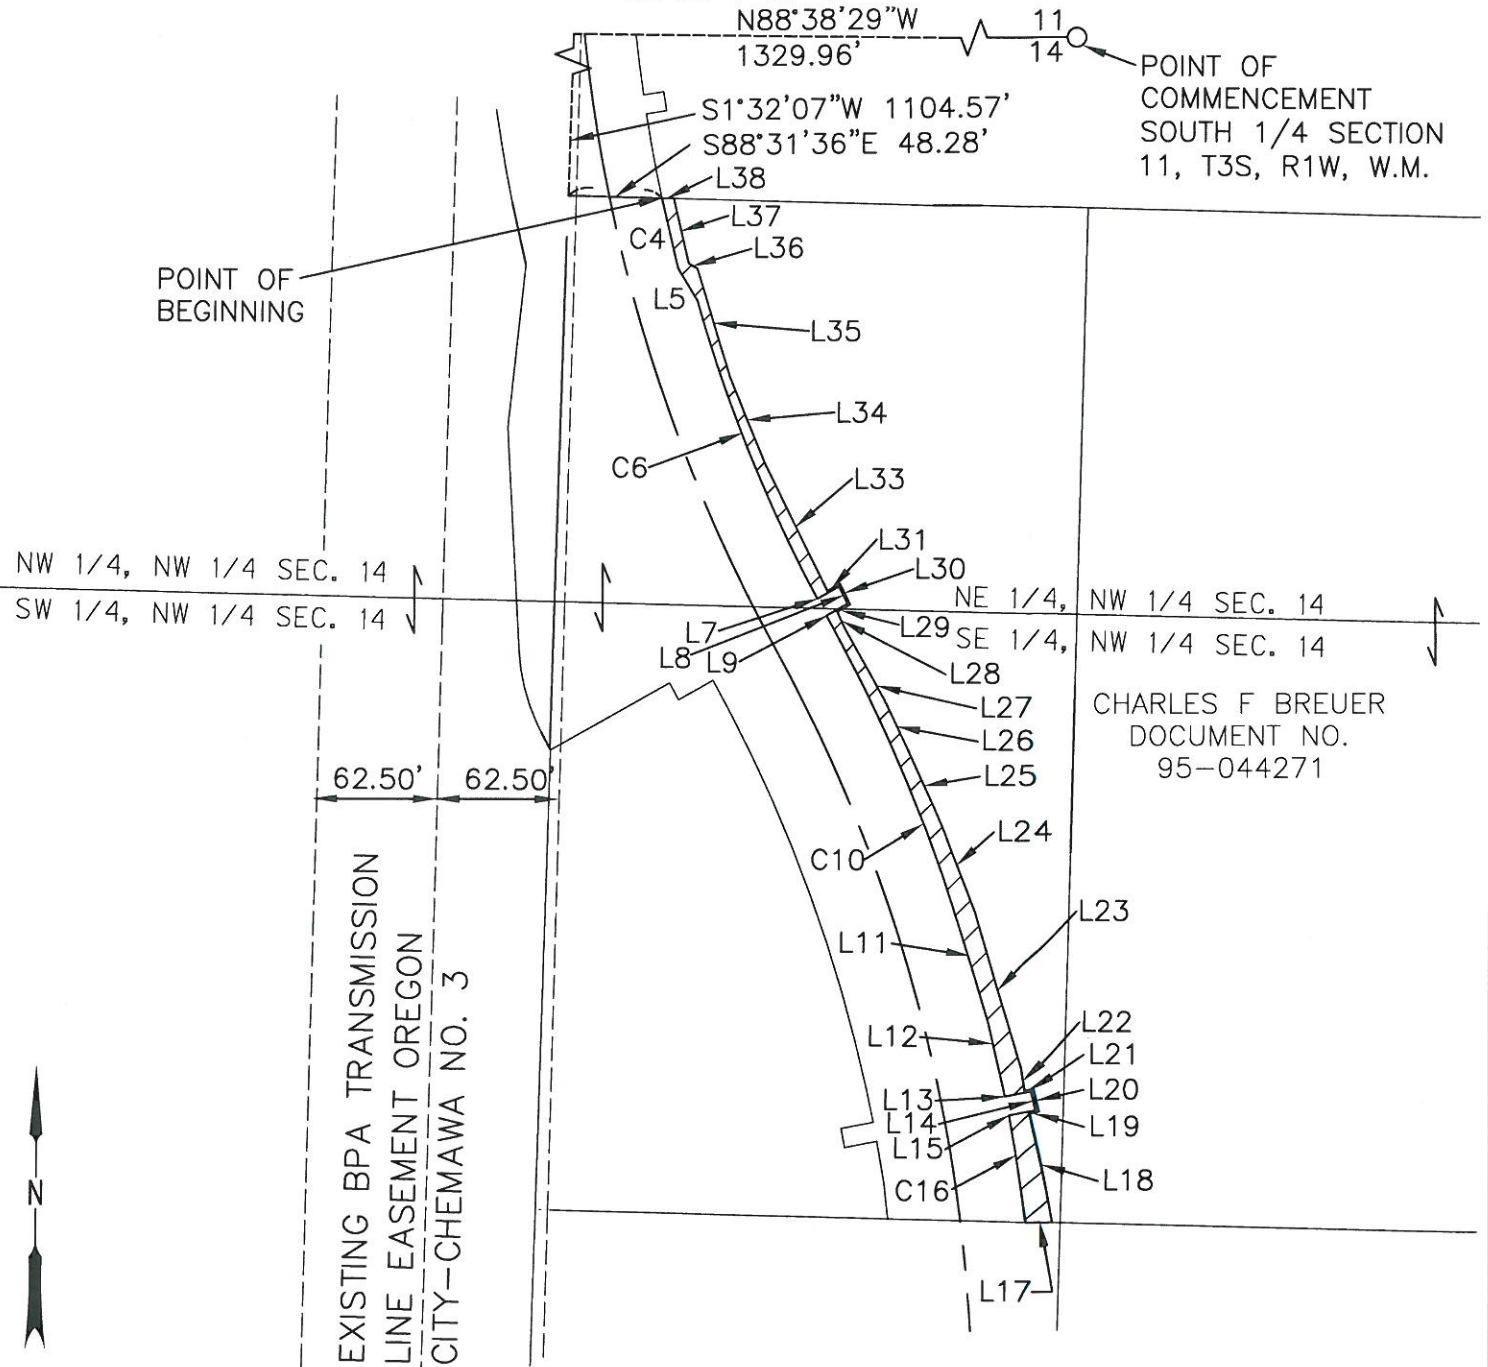 N88°38'29"W
1329.96'
11
14
POINT OF
COMMENCEMENT
SOUTH 1/4 SECTION
11, T3S, R1W, W.M.
S1°32'07"W 1104.57'
S88°31'36"E 48.28'
L38
L37
C4
L36
POINT OF
BEGINNING
L5
L35
L34
C6
L33
L31
L30
NW 1/4, NW 1/4 SEC. 14
SW 1/4, NW 1/4 SEC. 14
NE 1/4, NW 1/4 SEC. 14
SE 1/4, NW 1/4 SEC. 14
L7
L8
L9
L29
L28
L27
L26
L25
CHARLES F BREUER
DOCUMENT NO.
95-044271
62.50'
62.50'
L24
C10
L23
L11
L12
L22
L21
L20
L19
L13
L14
L15
C16
L18
L17
EXISTING BPA TRANSMISSION
LINE EASEMENT OREGON
CITY-CHEMAWA NO. 3
N